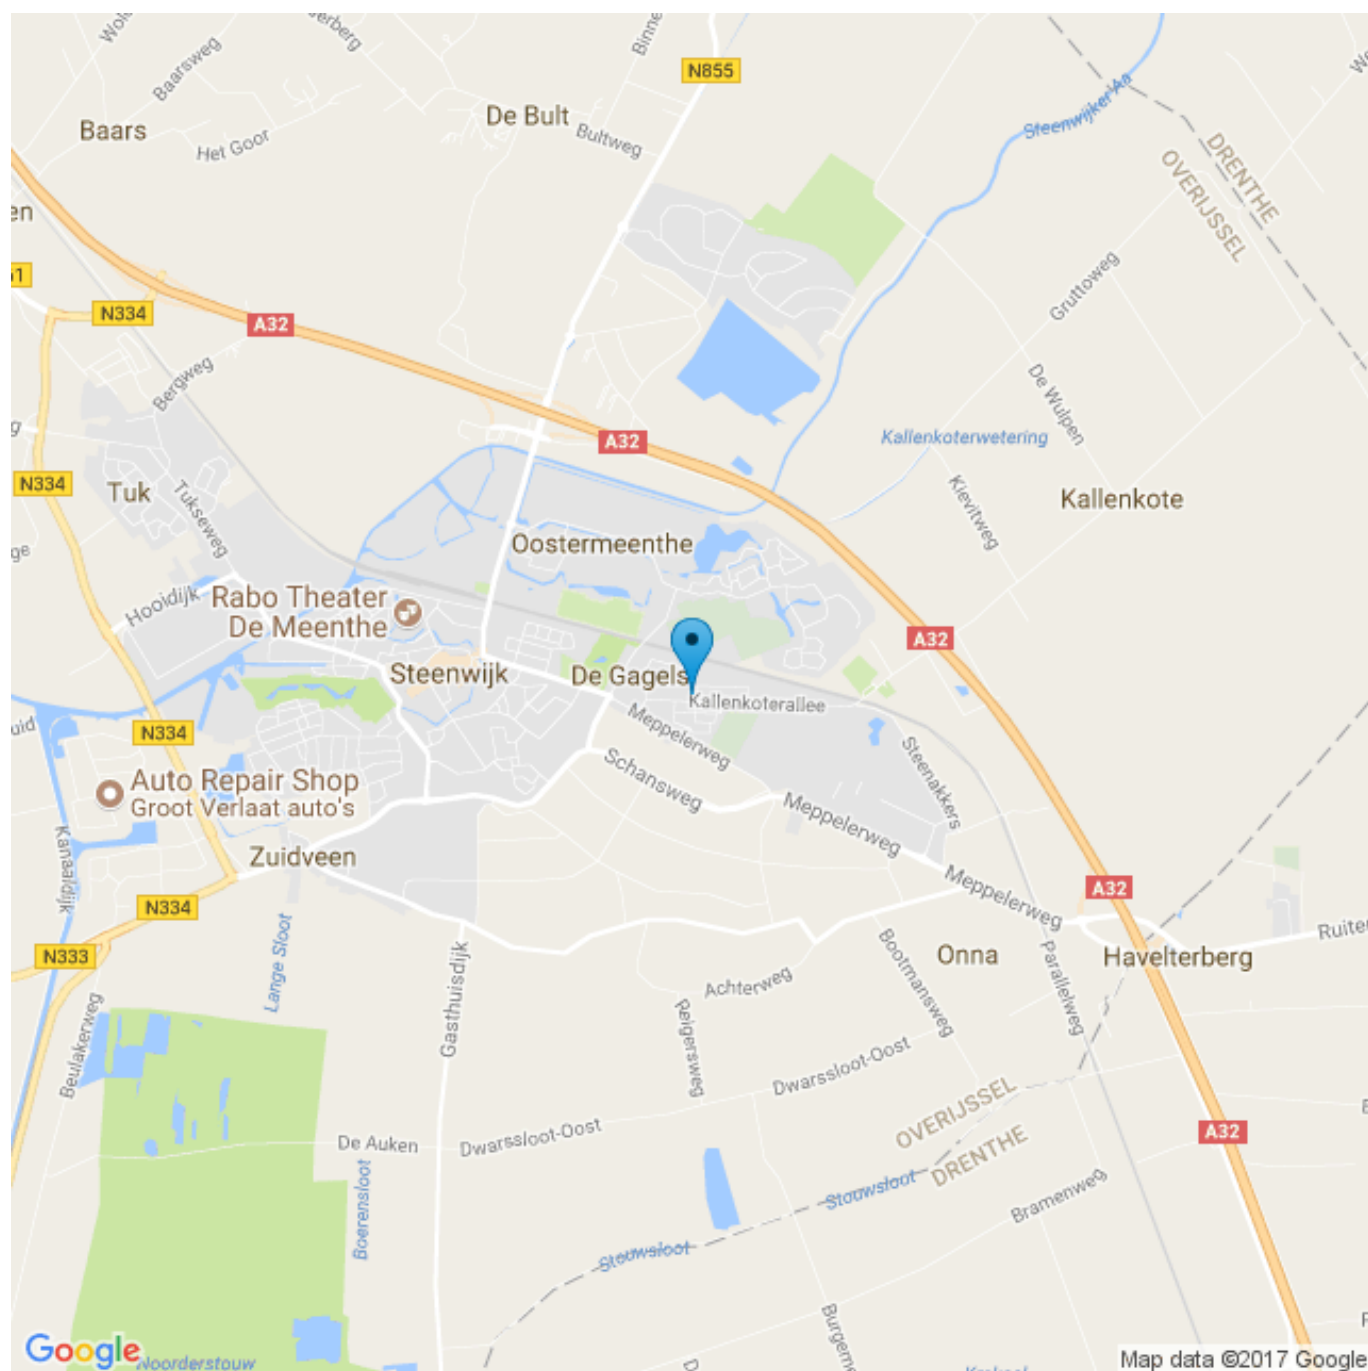 N855
Baarsweg
De Bult
Baars
Bultweg
Het Goor
Steenwijker Aa
DRENTHE
OVERIJSSEL
en
Gruttoweg
N334
A32
Bergweg
De Wulpen
A32
Kallenkoterwetering
N334
Tuk
Tukseweg
Kievitweg
Kallenkote
Oostermeenthe
Hooidijk
Rabo Theater
De Meenthe
A32
Steenwijk
De Gagels
Kallenkoterallee
uid
N334
Meppelerweg
Steenakkers
Schansweg
Auto Repair Shop
Groot Verlaat auto's
Meppelerweg
Kanaaldijk
Zuidveen
Meppelerweg
A32
N334
Lange Sloot
Gasthuisdijk
Bootmansweg
Onna
Parallelweg
Havelterberg
Ruiter
N333
Achterweg
Beulakerweg
Reigersweg
Dwarssloot-Oost
OVERIJSSEL
DRENTHE
A32
De Auken
Dwarssloot-Oost
Boerensloot
Stouwsloot
Bramenweg
Stouwsloot
Burgeme
Google
Noorderstouw
Map data ©2017 Google